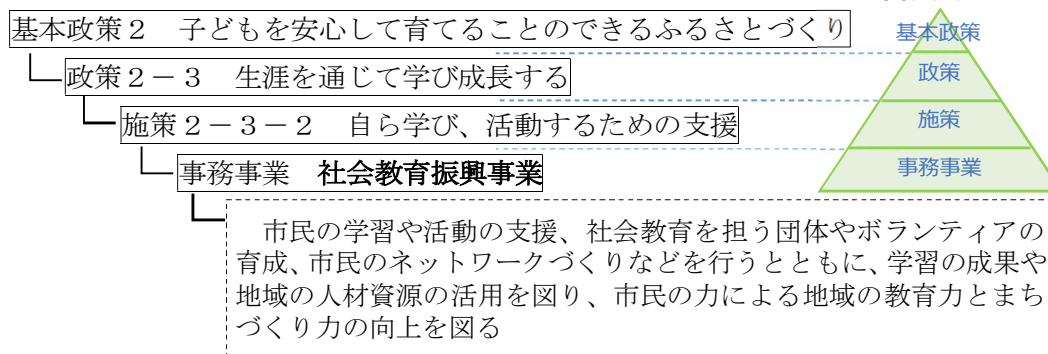 基本政策２　子どもを安心して育てることのできるふるさとづくり
政策２－３　生涯を通じて学び成長する
施策２－３－２　自ら学び、活動するための支援
事務事業　社会教育振興事業
市民の学習や活動の支援、社会教育を担う団体やボランティアの
育成、市民のネットワークづくりなどを行うとともに、学習の成果や
地域の人材資源の活用を図り、市民の力による地域の教育力とまち
づくり力の向上を図る
基本政策
政策
施策
事務事業